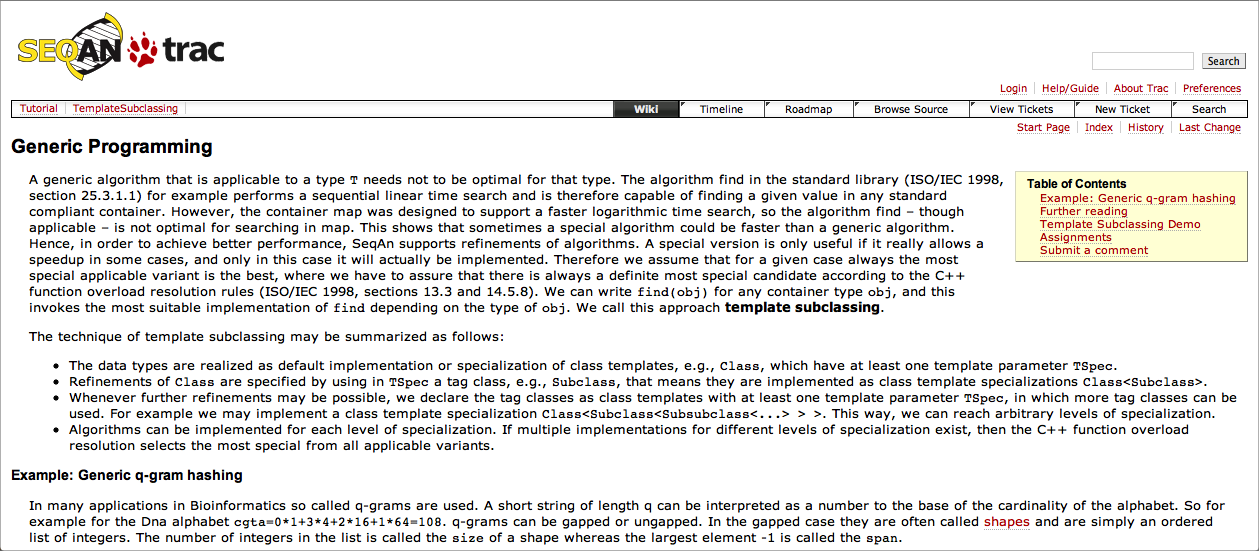 SEQAN trac
Search
Login Help/Guide About Trac Preferences
Tutorial TemplateSubclassing Wiki Timeline Roadmap Browse Source View Tickets New Ticket Search
Start Page Index History Last Change
Generic Programming
A generic algorithm that is applicable to a type T needs not to be optimal for that type. The algorithm find in the standard library (ISO/IEC 1998,
section 25.3.1.1) for example performs a sequential linear time search and is therefore capable of finding a given value in any standard
compliant container. However, the container map was designed to support a faster logarithmic time search, so the algorithm find – though
applicable – is not optimal for searching in map. This shows that sometimes a special algorithm could be faster than a generic algorithm.
Hence, in order to achieve better performance, SeqAn supports refinements of algorithms. A special version is only useful if it really allows a
speedup in some cases, and only in this case it will actually be implemented. Therefore we assume that for a given case always the most
special applicable variant is the best, where we have to assure that there is always a definite most special candidate according to the C++
function overload resolution rules (ISO/IEC 1998, sections 13.3 and 14.5.8). We can write find(obj) for any container type obj, and this
invokes the most suitable implementation of find depending on the type of obj. We call this approach template subclassing.
Table of Contents
Example: Generic q-gram hashing
Further reading
Template Subclassing Demo
Assignments
Submit a comment
The technique of template subclassing may be summarized as follows:
• The data types are realized as default implementation or specialization of class templates, e.g., Class, which have at least one template parameter TSpec.
• Refinements of Class are specified by using in TSpec a tag class, e.g., Subclass, that means they are implemented as class template specializations Class<Subclass>.
• Whenever further refinements may be possible, we declare the tag classes as class templates with at least one template parameter TSpec, in which more tag classes can be
used. For example we may implement a class template specialization Class<Subclass<Subsubclass<...> > >. This way, we can reach arbitrary levels of specialization.
• Algorithms can be implemented for each level of specialization. If multiple implementations for different levels of specialization exist, then the C++ function overload
resolution selects the most special from all applicable variants.
Example: Generic q-gram hashing
In many applications in Bioinformatics so called q-grams are used. A short string of length q can be interpreted as a number to the base of the cardinality of the alphabet. So for
example for the Dna alphabet cgta=0*1+3*4+2*16+1*64=108. q-grams can be gapped or ungapped. In the gapped case they are often called shapes and are simply an ordered
list of integers. The number of integers in the list is called the size of a shape whereas the largest element -1 is called the span.